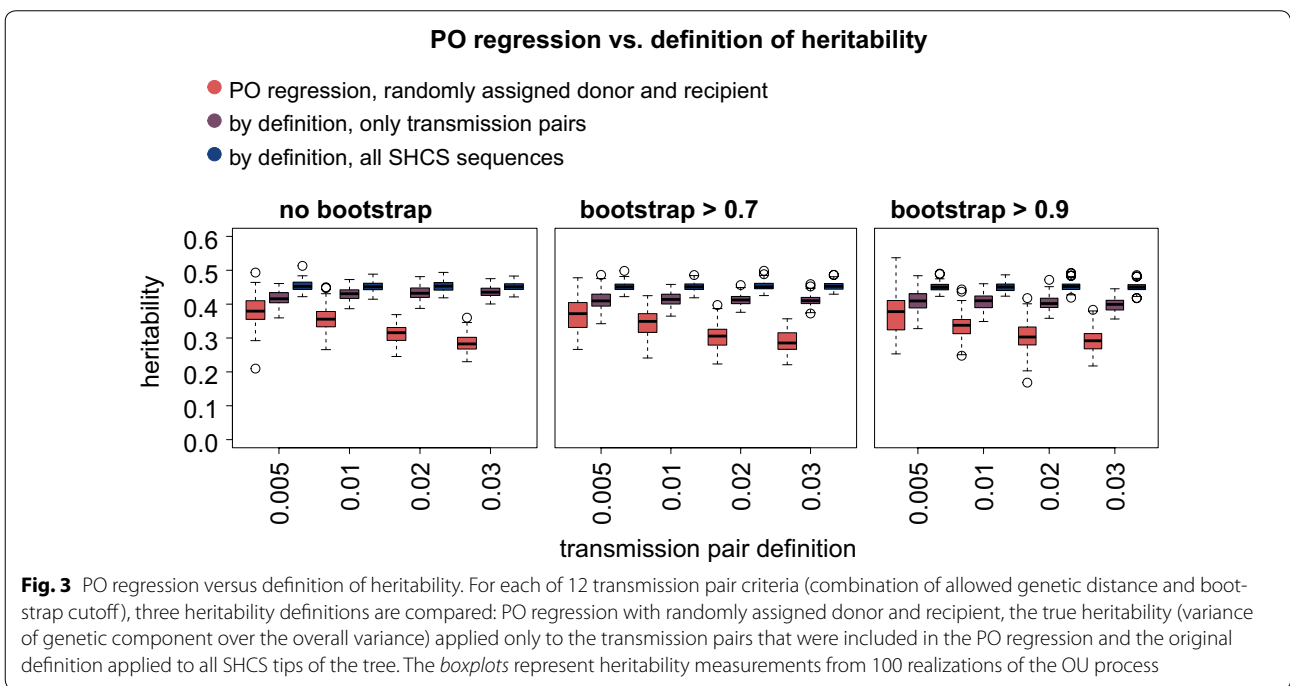 PO regression vs. definition of heritability
PO regression, randomly assigned donor and recipient
by definition, only transmission pairs
by definition, all SHCS sequences
no bootstrap
bootstrap > 0.7
bootstrap > 0.9
heritability
0.6
0.5
0.4
0.3
0.2
0.1
0.0
0.005
0.01
0.02
0.03
0.005
0.01
0.02
0.03
0.005
0.01
0.02
0.03
transmission pair definition
Fig. 3 PO regression versus definition of heritability. For each of 12 transmission pair criteria (combination of allowed genetic distance and boot-
strap cutoff), three heritability definitions are compared: PO regression with randomly assigned donor and recipient, the true heritability (variance
of genetic component over the overall variance) applied only to the transmission pairs that were included in the PO regression and the original
definition applied to all SHCS tips of the tree. The boxplots represent heritability measurements from 100 realizations of the OU process